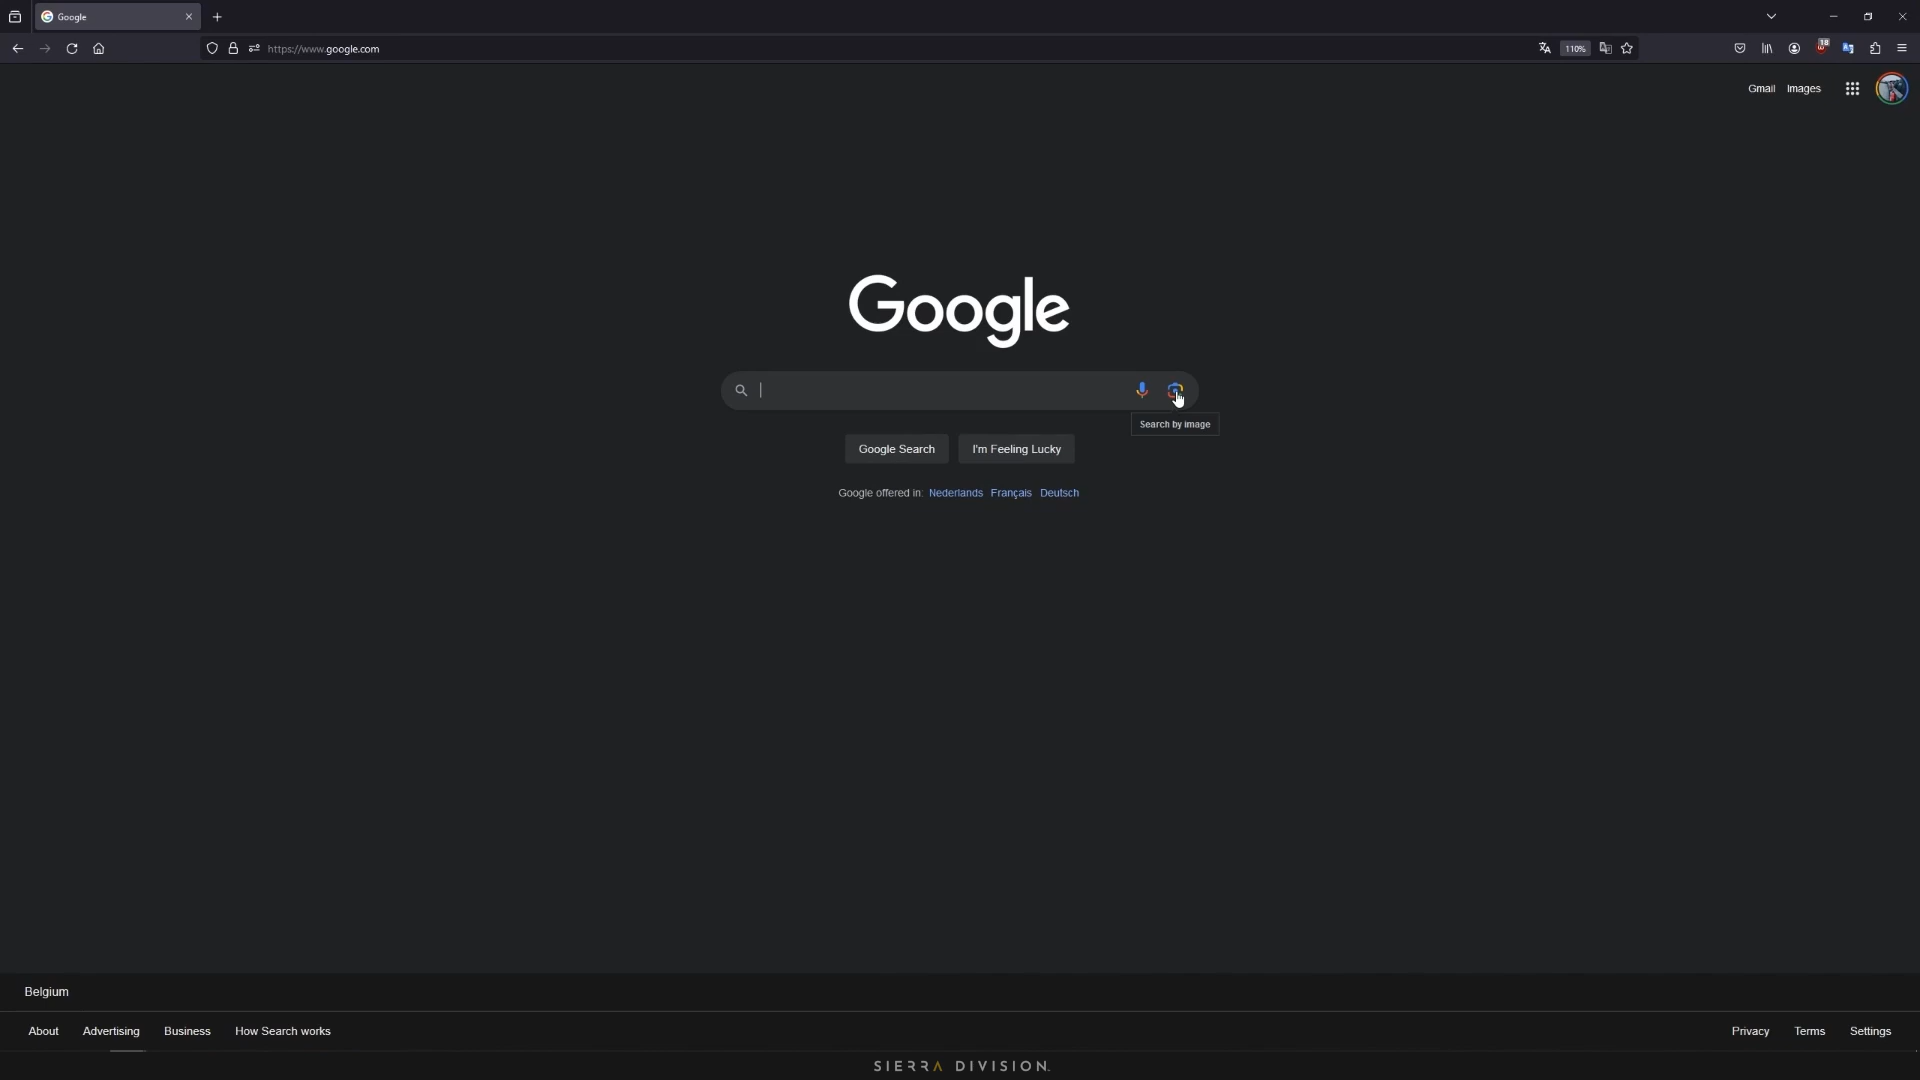 Google
https://www.google.com
110%
18
Gmail Images
Google
Search by image
Google Search I'm Feeling Lucky
Google offered in: Nederlands Français Deutsch
Belgium
About Advertising Business How Search works
Privacy Terms Settings
SIERRA DIVISION